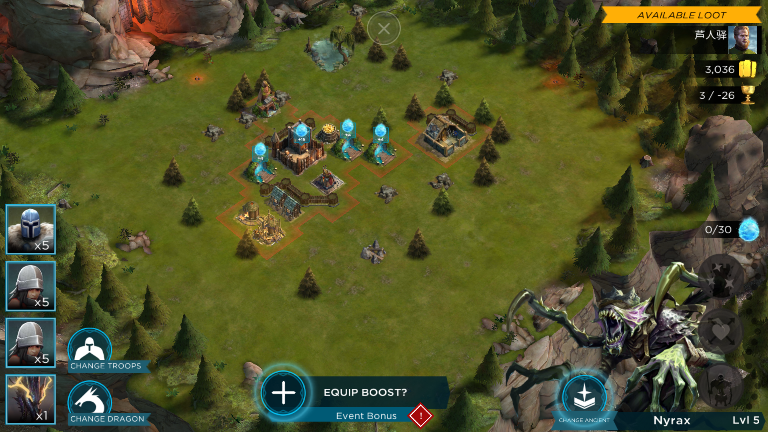 AVAILABLE LOOT
芦人驿
3,036
3 / -26
0/30
x5
x5
x5
x1
CHANGE TROOPS
CHANGE DRAGON
EQUIP BOOST?
Event Bonus
CHANGE ANCIENT
Nyrax
Lvl 5